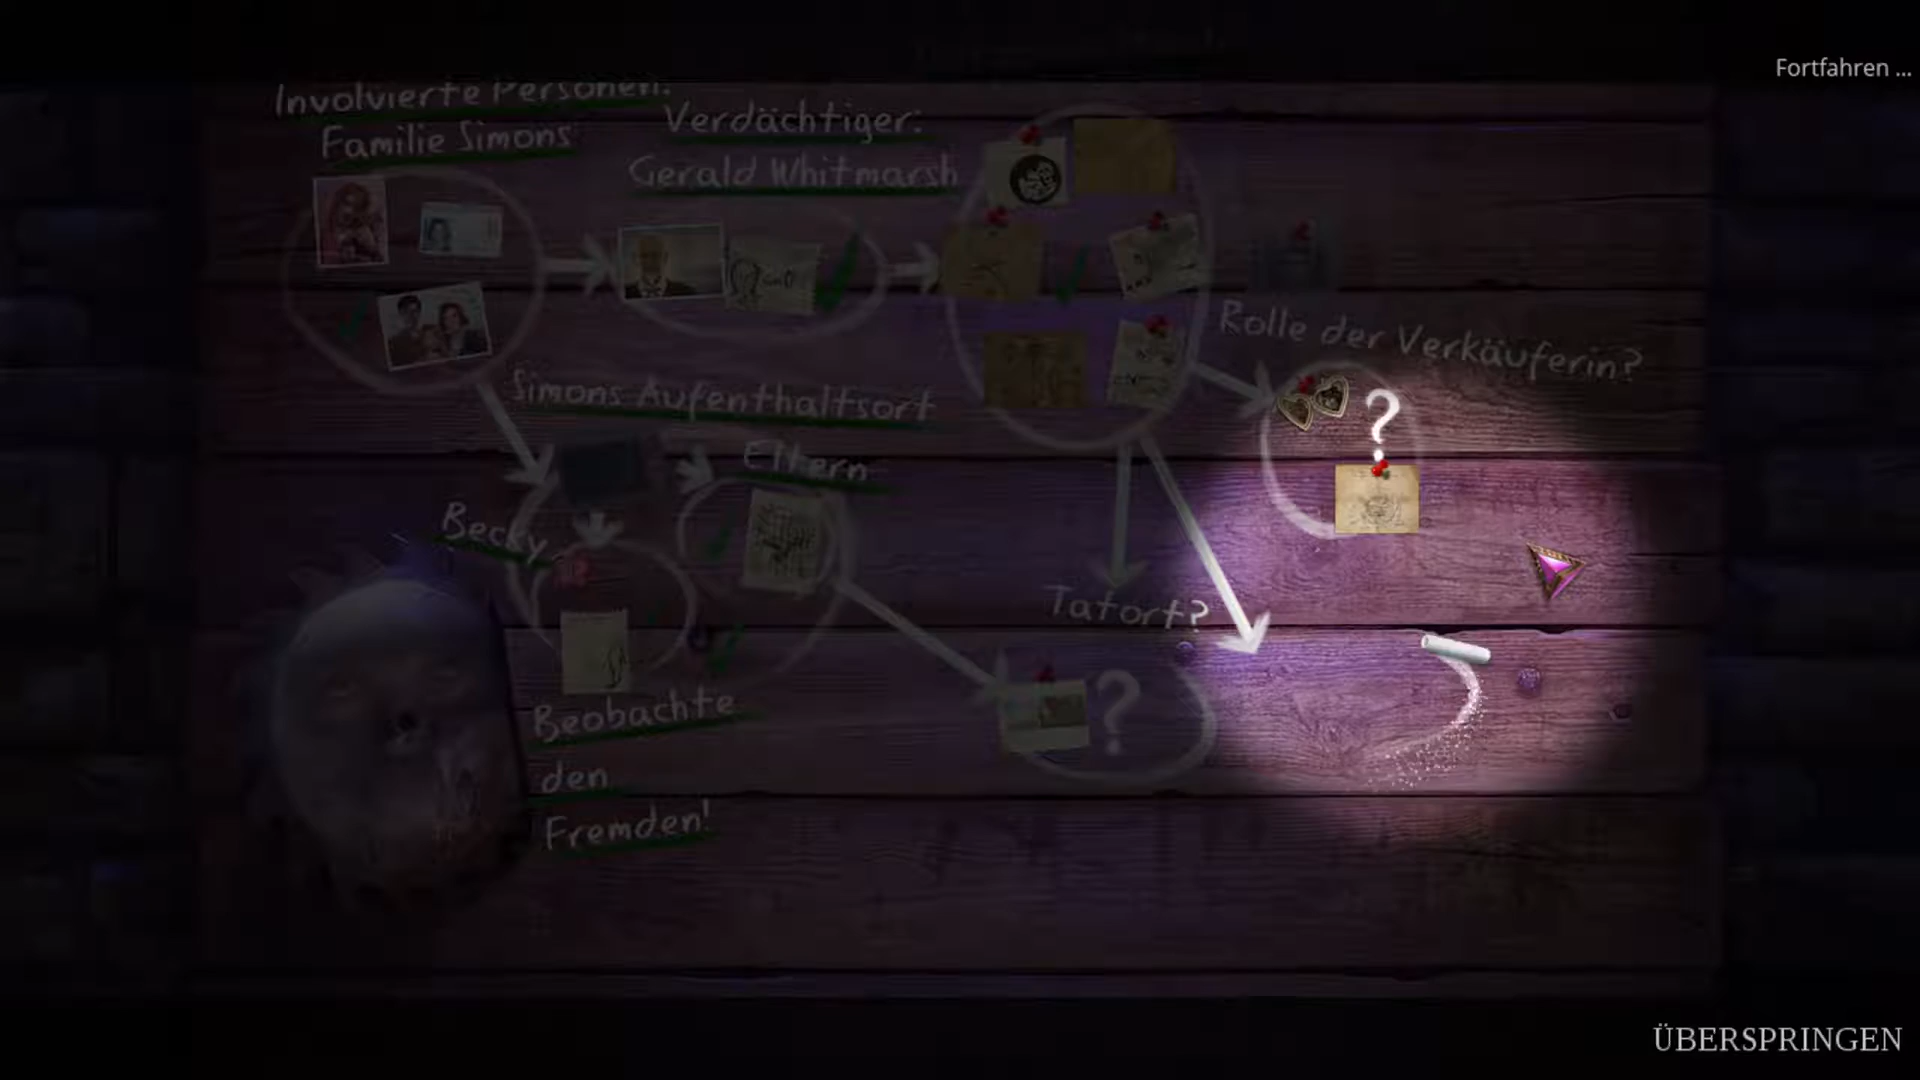 Fortfahren ...
Involvierte Personen:
Familie Simons
Verdächtiger:
Gerald Whitmarsh
Rolle der Verkäuferin?
Simons Aufenthaltsort
Eltern
Becky
Tatort?
?
?
Beobachte
den
Fremden!
ÜBERSPRINGEN